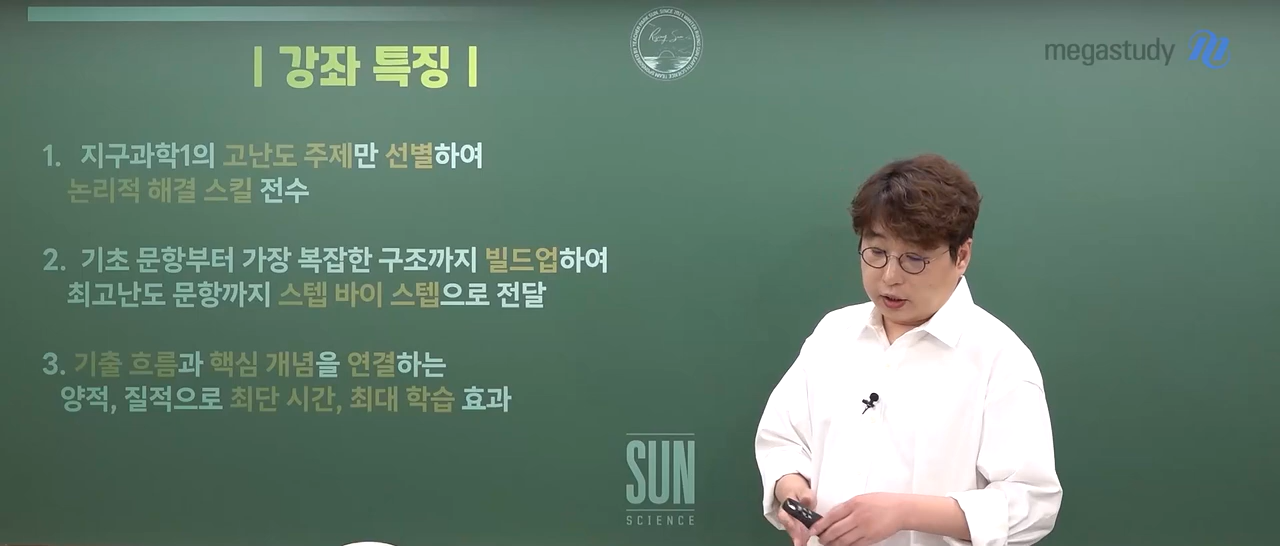 | 강좌 특징 |
megastudy
1. 지구과학1의 고난도 주제만 선별하여
논리적 해결 스킬 전수
2. 기초 문항부터 가장 복잡한 구조까지 빌드업하여
최고난도 문항까지 스텝 바이 스텝으로 전달
3. 기출 흐름과 핵심 개념을 연결하는
양적, 질적으로 최단 시간, 최대 학습 효과
SUN
SCIENCE